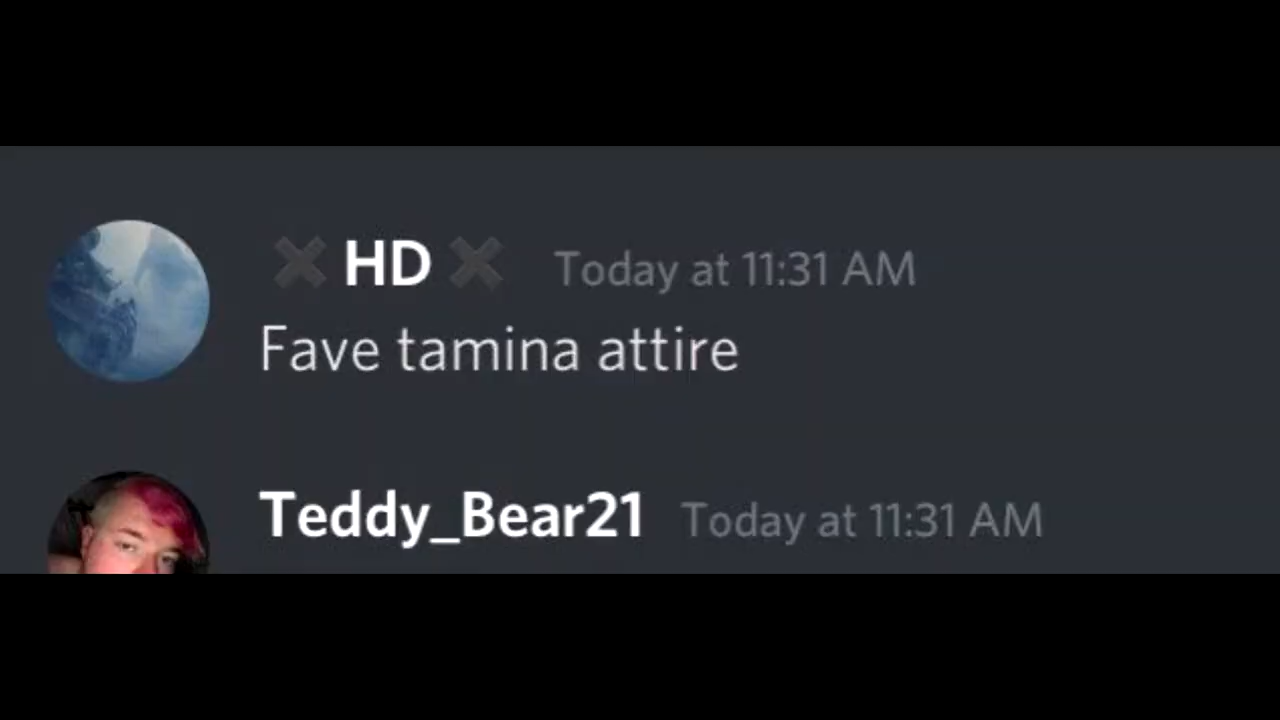 ✖ HD ✖ Today at 11:31 AM
Fave tamina attire
Teddy_Bear21 Today at 11:31 AM